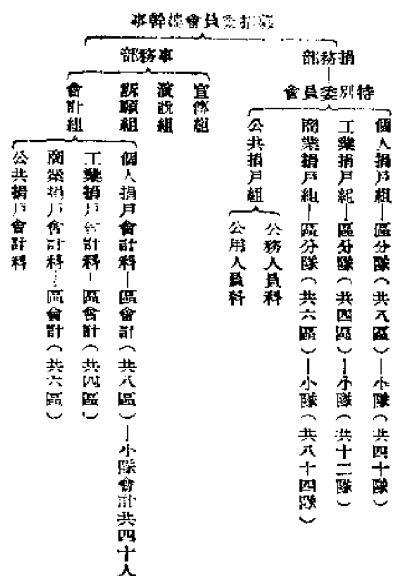 募捐委員會總幹事
捐務部
特別委員會
個人捐戶組—區分隊(共八區)—小隊(共四十隊)
工業捐戶組—區分隊(共四區)—小隊(共十二隊)
商業捐戶組—區分隊(共六區)—小隊(共八十四隊)
公共捐戶組
公務人員科
公用人員科
事務部
宣傳組
演說組
訴願組
會計組
個人捐戶會計科—區會計(共八區)—小隊會計共四十人
工業捐戶會計科—區會計(共四區)
商業捐戶會計科—區會計(共六區)
公共捐戶會計科